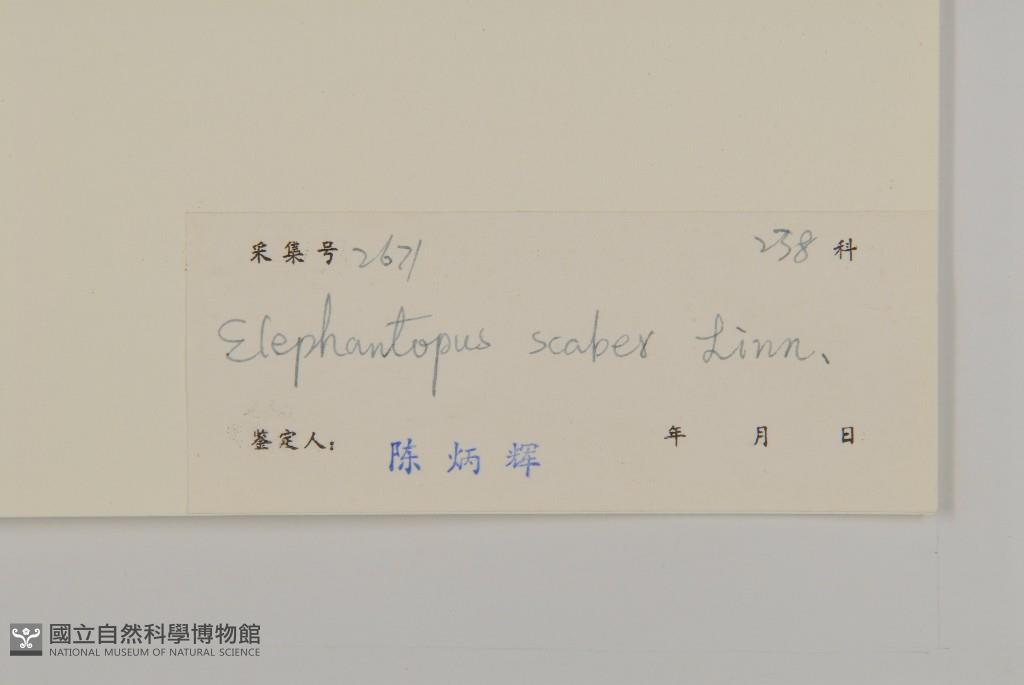 采集号 2671 238 科
Elephantopus scaber Linn.
鉴定人: 陈炳辉 年 月 日
國立自然科學博物館
NATIONAL MUSEUM OF NATURAL SCIENCE